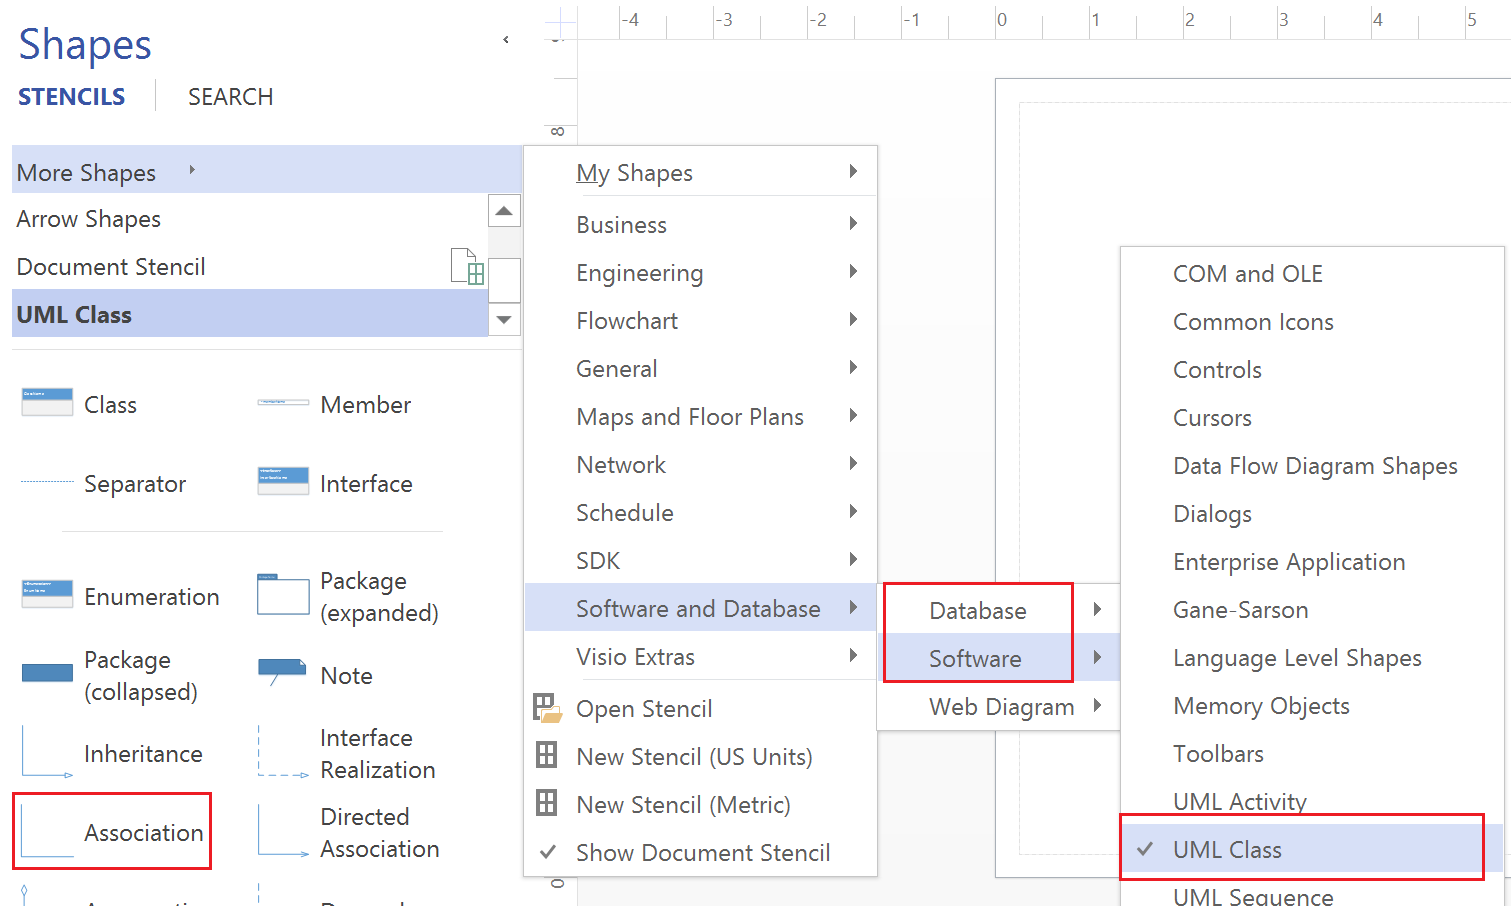 Shapes
STENCILS
SEARCH
More Shapes
Arrow Shapes
Document Stencil
UML Class
Class
Member
Separator
Interface
Enumeration
Package
(expanded)
Package
(collapsed)
Note
Inheritance
Interface
Realization
Association
Directed
Association
-4
-3
-2
-1
0
1
2
3
4
5
8
0
My Shapes
Business
Engineering
Flowchart
General
Maps and Floor Plans
Network
Schedule
SDK
Software and Database
Visio Extras
Open Stencil
New Stencil (US Units)
New Stencil (Metric)
Show Document Stencil
Database
Software
Web Diagram
COM and OLE
Common Icons
Controls
Cursors
Data Flow Diagram Shapes
Dialogs
Enterprise Application
Gane-Sarson
Language Level Shapes
Memory Objects
Toolbars
UML Activity
UML Class
UML Sequence